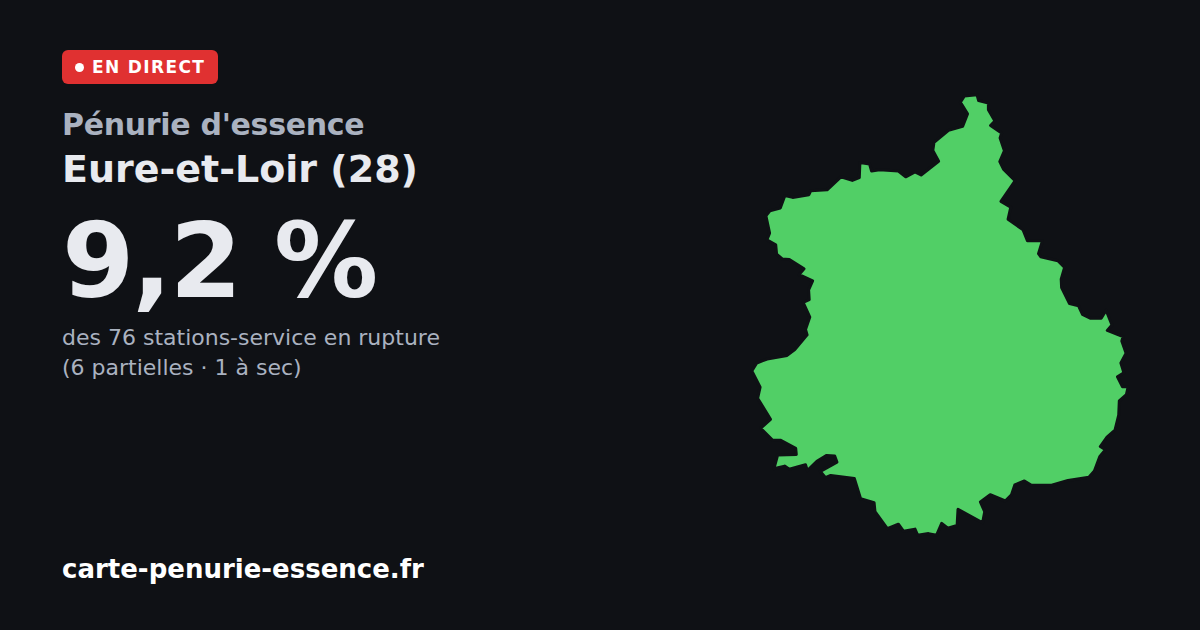 EN DIRECT
Pénurie d'essence
Eure-et-Loir (28)
9,2 %
des 76 stations-service en rupture
(6 partielles · 1 à sec)
carte-penurie-essence.fr